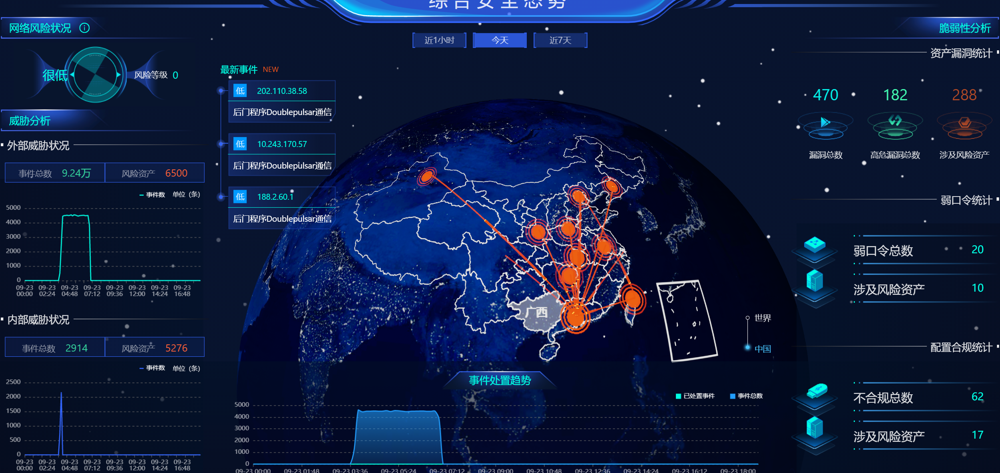 综合安全态势
网络风险状况
很低
风险等级 0
威胁分析
外部威胁状况
事件总数 9.24万 风险资产 6500
事件数 单位（条）
5000
4000
3000
2000
1000
0
09-23 00:00 09-23 02:24 09-23 04:48 09-23 07:12 09-23 09:36 09-23 12:00 09-23 14:24 09-23 16:48
内部威胁状况
事件总数 2914 风险资产 5276
事件数 单位（条）
2500
2000
1500
1000
500
0
09-23 00:00 09-23 02:24 09-23 04:48 09-23 07:12 09-23 09:36 09-23 12:00 09-23 14:24 09-23 16:48
近1小时 今天 近7天
最新事件 NEW
低 202.110.38.58
后门程序Doublepulsar通信
低 10.243.170.57
后门程序Doublepulsar通信
低 188.2.60.1
后门程序Doublepulsar通信
广西
世界
中国
事件处置趋势
已处置事件 事件总数
5000
4000
3000
2000
1000
0
09-23 00:00 09-23 01:48 09-23 03:36 09-23 05:24 09-23 07:12 09-23 09:00 09-23 10:48 09-23 12:36 09-23 14:24 09-23 16:12 09-23 18:00
脆弱性分析
资产漏洞统计
470 182 288
漏洞总数 高危漏洞总数 涉及风险资产
弱口令统计
弱口令总数 20
涉及风险资产 10
配置合规统计
不合规总数 62
涉及风险资产 17